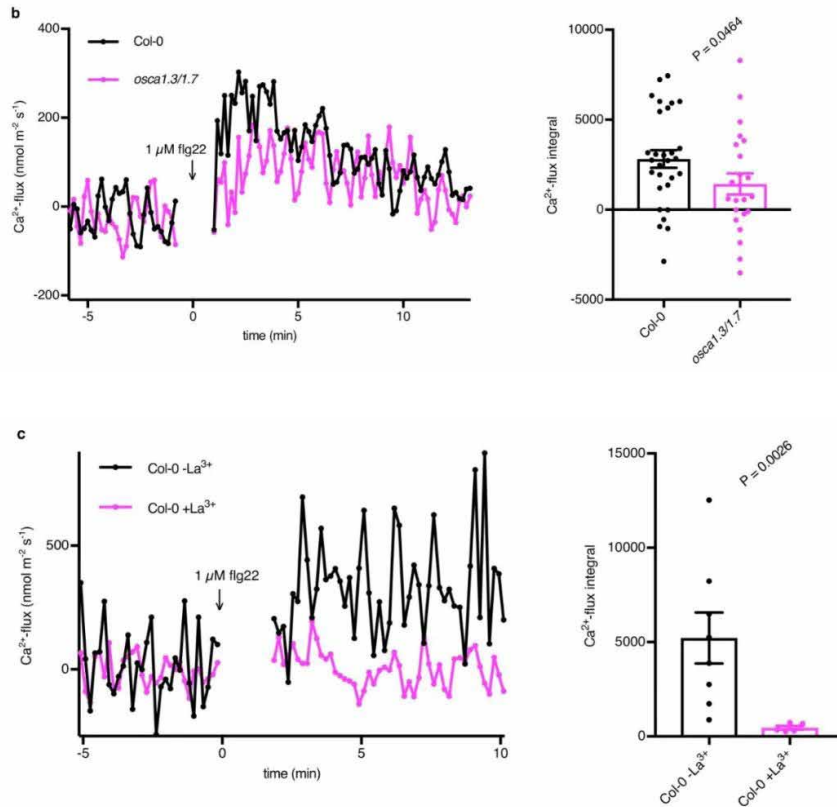 b
Col-0
osca1.3/1.7
1 µM flg22
Ca²⁺-flux (nmol m⁻² s⁻¹)
400
200
0
-200
-5
0
5
10
time (min)
P = 0.0464
Ca²⁺-flux integral
10000
5000
0
-5000
Col-0
osca1.3/1.7
c
Col-0 -La³⁺
Col-0 +La³⁺
1 µM flg22
Ca²⁺-flux (nmol m⁻² s⁻¹)
500
0
-5
0
5
10
time (min)
P = 0.0026
Ca²⁺-flux integral
15000
10000
5000
0
Col-0 -La³⁺
Col-0 +La³⁺